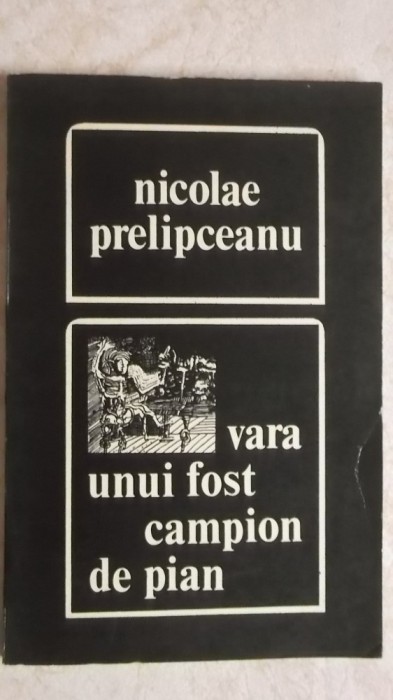 nicolae
prelipceanu
vara
unui fost
campion
de pian